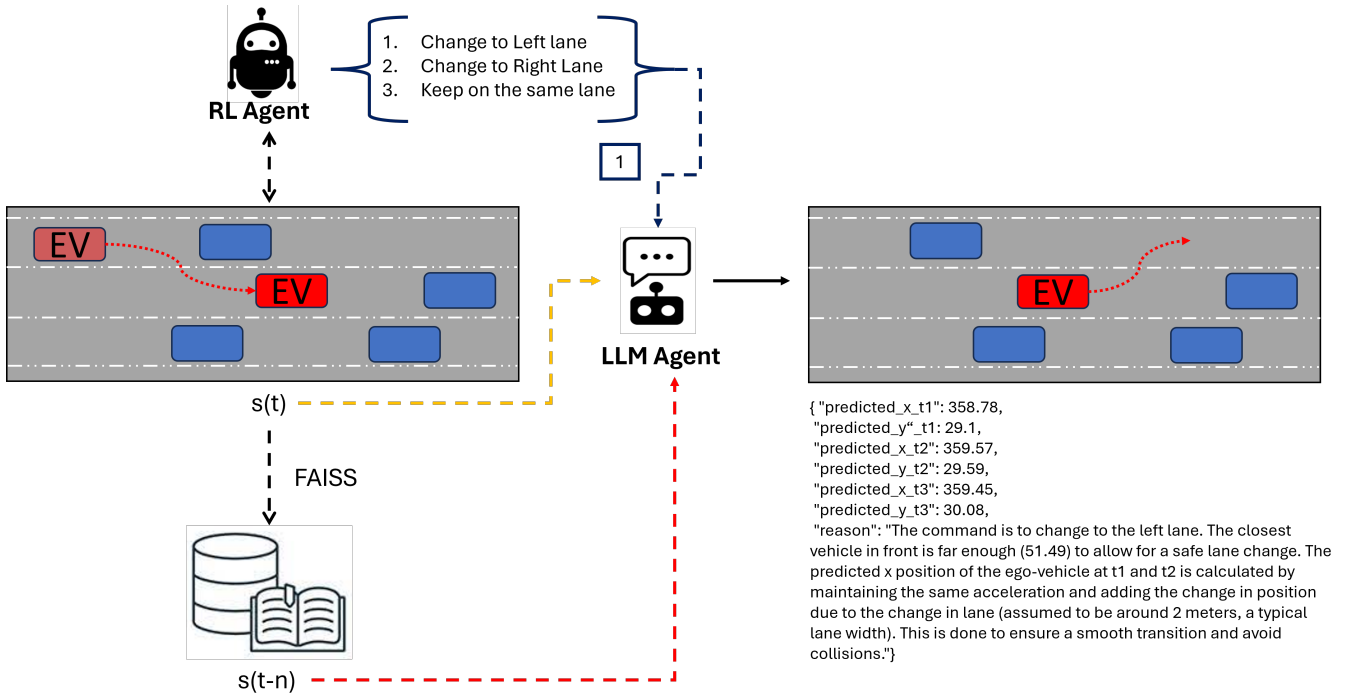 1. Change to Left lane
2. Change to Right Lane
3. Keep on the same lane
RL Agent
1
EV
EV
EV
LLM Agent
s(t)
FAISS
s(t-n)
{ "predicted_x_t1": 358.78,
"predicted_y“_t1: 29.1,
"predicted_x_t2": 359.57,
"predicted_y_t2": 29.59,
"predicted_x_t3": 359.45,
"predicted_y_t3": 30.08,
"reason": "The command is to change to the left lane. The closest
vehicle in front is far enough (51.49) to allow for a safe lane change. The
predicted x position of the ego-vehicle at t1 and t2 is calculated by
maintaining the same acceleration and adding the change in position
due to the change in lane (assumed to be around 2 meters, a typical
lane width). This is done to ensure a smooth transition and avoid
collisions."}